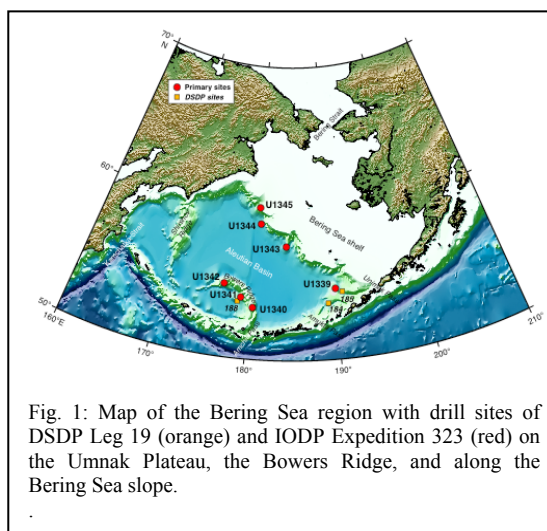 70°
N
Primary sites
DSDP sites
Bering Strait
60°
U1345
U1344
Bering Sea shelf
U1343
Aleutian Basin
U1342
U1339
U1341
185
188
184
U1340
50°
160°E
170°
180°
190°
200°
210°
Fig. 1: Map of the Bering Sea region with drill sites of
DSDP Leg 19 (orange) and IODP Expedition 323 (red) on
the Umnak Plateau, the Bowers Ridge, and along the
Bering Sea slope.
.